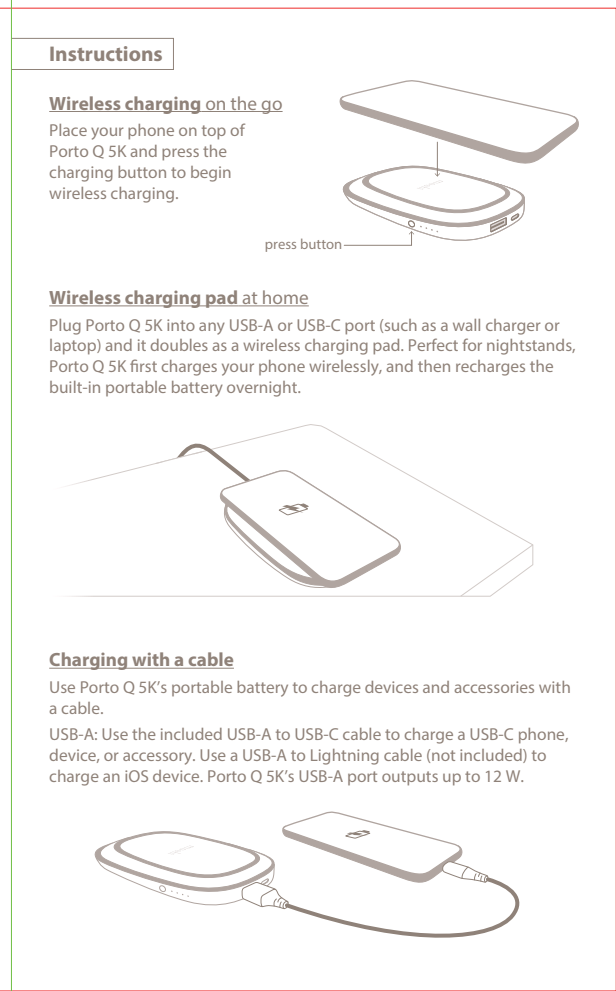 Instructions
Wireless charging on the go
Place your phone on top of
Porto Q 5K and press the
charging button to begin
wireless charging.
press button
Wireless charging pad at home
Plug Porto Q 5K into any USB-A or USB-C port (such as a wall charger or
laptop) and it doubles as a wireless charging pad. Perfect for nightstands,
Porto Q 5K first charges your phone wirelessly, and then recharges the
built-in portable battery overnight.
Charging with a cable
Use Porto Q 5K’s portable battery to charge devices and accessories with
a cable.
USB-A: Use the included USB-A to USB-C cable to charge a USB-C phone,
device, or accessory. Use a USB-A to Lightning cable (not included) to
charge an iOS device. Porto Q 5K’s USB-A port outputs up to 12 W.